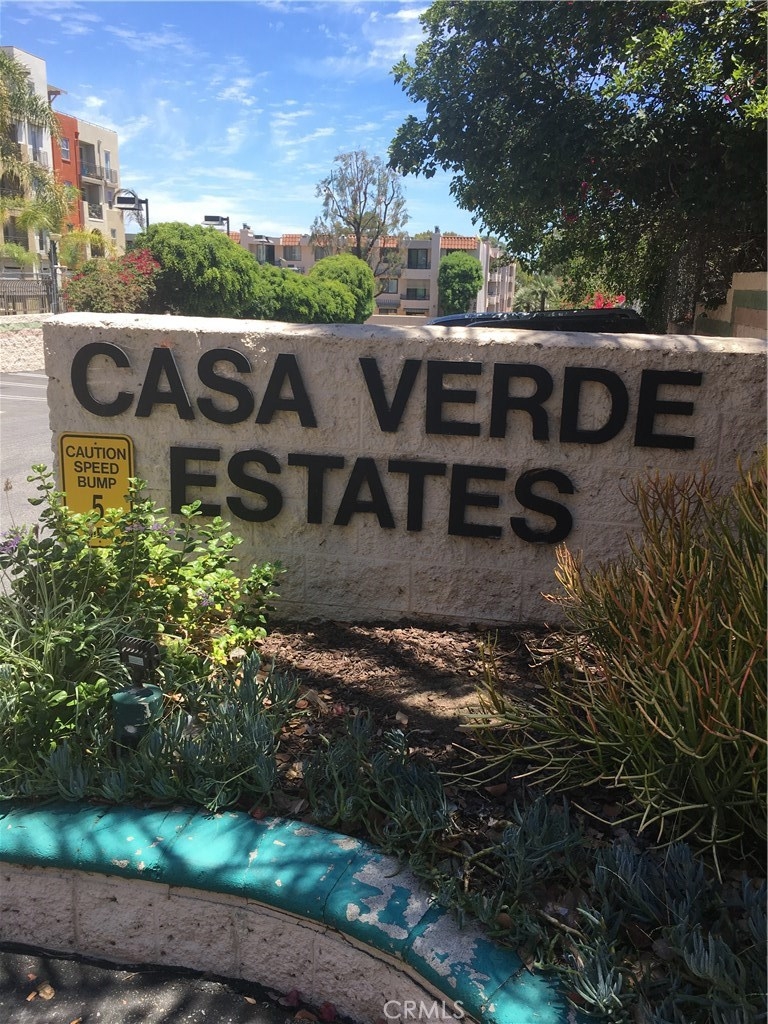 CASA VERDE
ESTATES
CAUTION
SPEED
BUMP
5
CRMLS